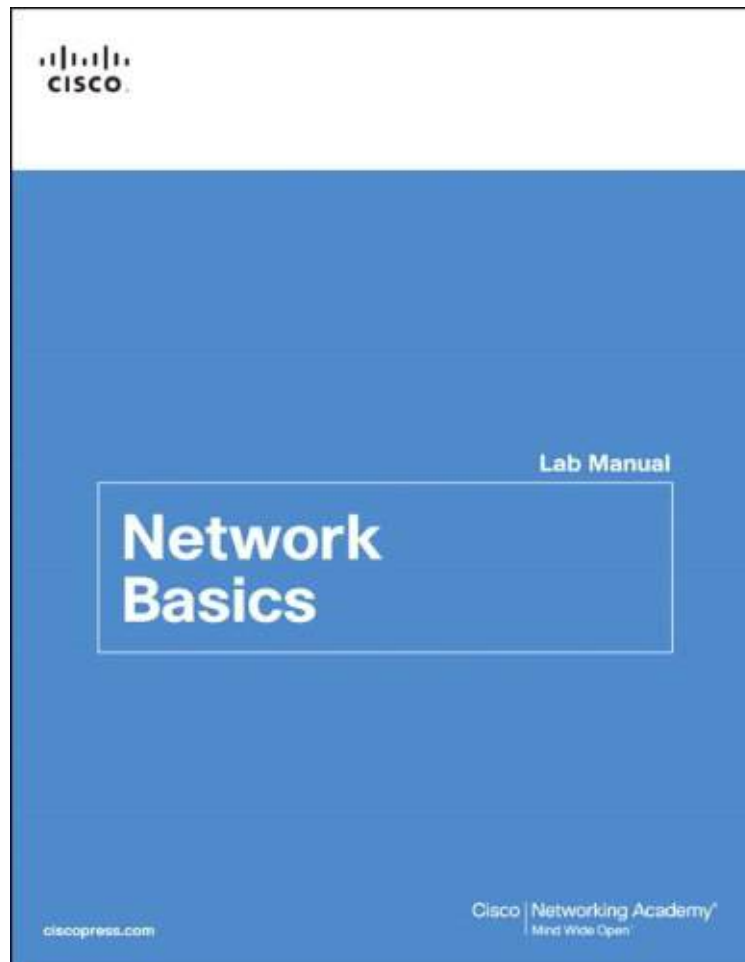 CISCO.
Lab Manual
Network
Basics
ciscopress.com
Cisco | Networking Academy®
Mind Wide Open™